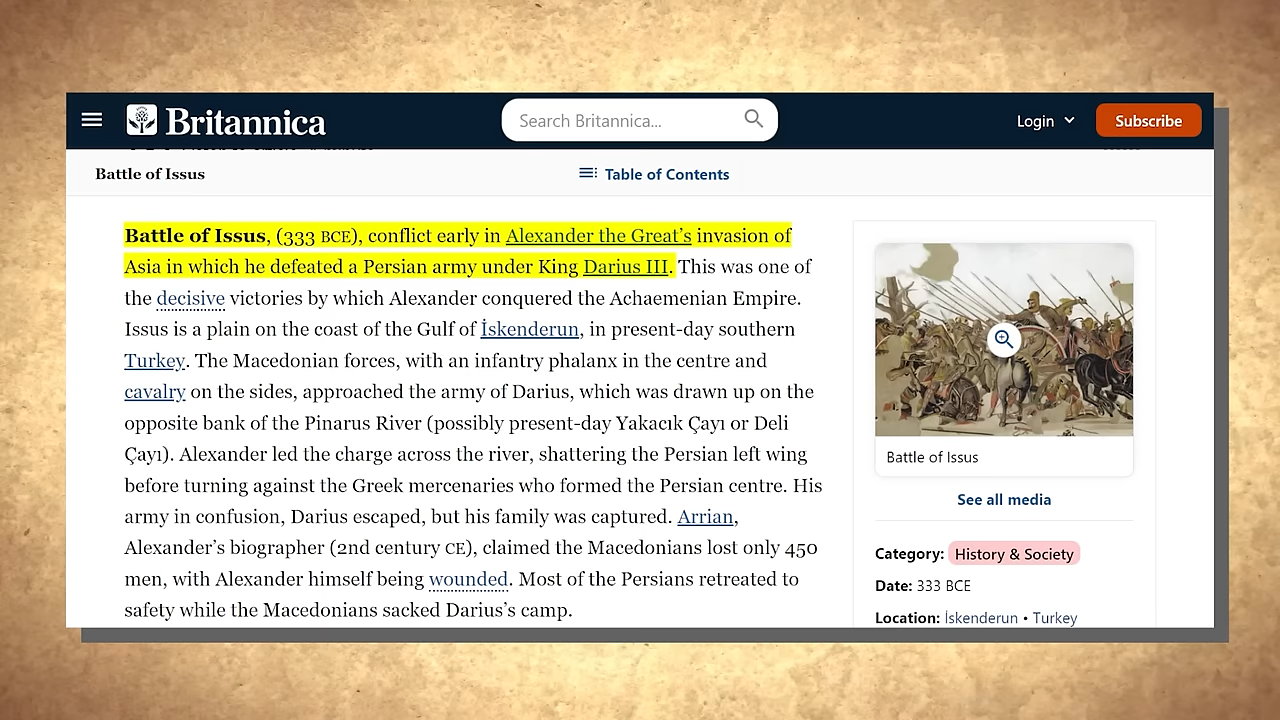 Britannica
Search Britannica...
Login
Subscribe
Battle of Issus
Table of Contents
Battle of Issus, (333 BCE), conflict early in Alexander the Great’s invasion of
Asia in which he defeated a Persian army under King Darius III. This was one of
the decisive victories by which Alexander conquered the Achaemenian Empire.
Issus is a plain on the coast of the Gulf of İskenderun, in present-day southern
Turkey. The Macedonian forces, with an infantry phalanx in the centre and
cavalry on the sides, approached the army of Darius, which was drawn up on the
opposite bank of the Pinarus River (possibly present-day Yakacık Çayı or Deli
Çayı). Alexander led the charge across the river, shattering the Persian left wing
before turning against the Greek mercenaries who formed the Persian centre. His
army in confusion, Darius escaped, but his family was captured. Arrian,
Alexander’s biographer (2nd century CE), claimed the Macedonians lost only 450
men, with Alexander himself being wounded. Most of the Persians retreated to
safety while the Macedonians sacked Darius’s camp.
Battle of Issus
See all media
Category: History & Society
Date: 333 BCE
Location: İskenderun • Turkey